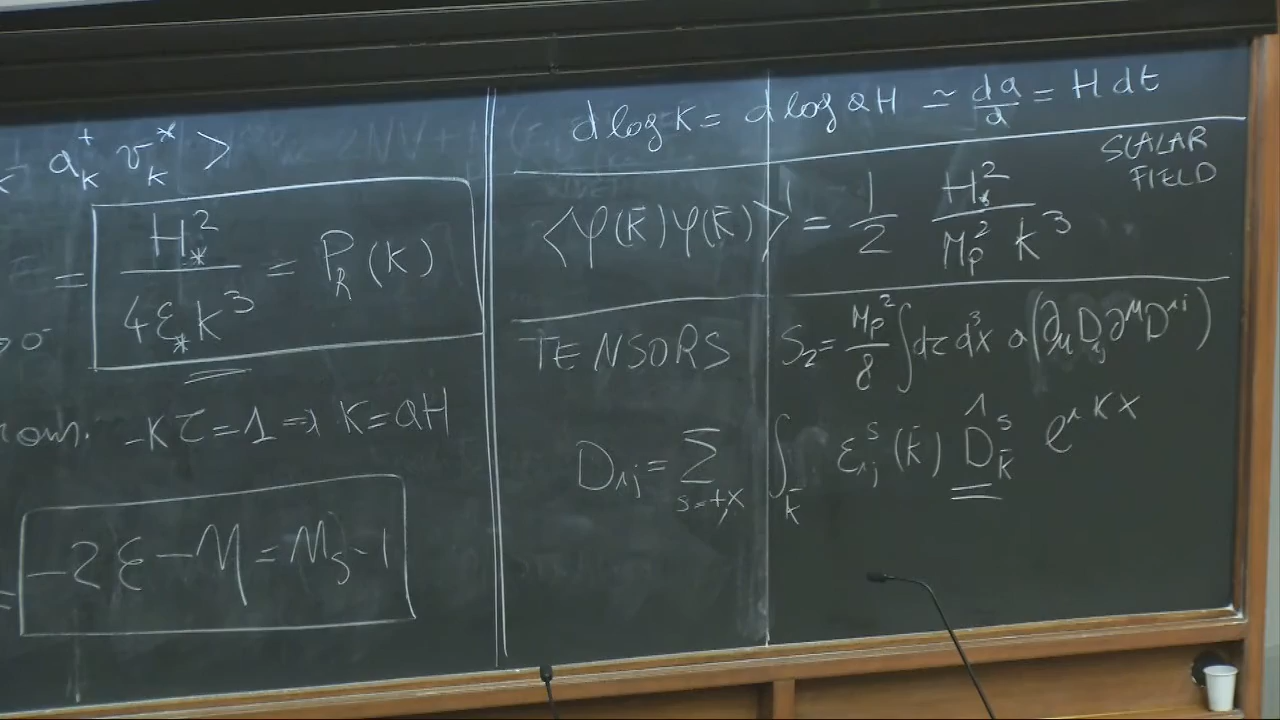 a_k^+ v_k^* >
= H_*^2 / 4ε_* k^3 = P_R (k)
→ 0^-
-kτ = 1 ⇒ k = aH
= -2ε - η = n_s - 1
d log k = d log a H ≃ da/a = H dt
SCALAR
FIELD
⟨φ(k̄) φ(k̄)⟩' = 1/2 H_*^2 / M_p^2 k^3
TENSORS S_2 = M_p^2/8 ∫ dτ d^3x a (∂_μ D_ij ∂^μ D^ij)
D_ij = Σ_{s=+,×} ∫_k̄ ε_ij^s (k̄) D̂_k̄^s e^{ikx}